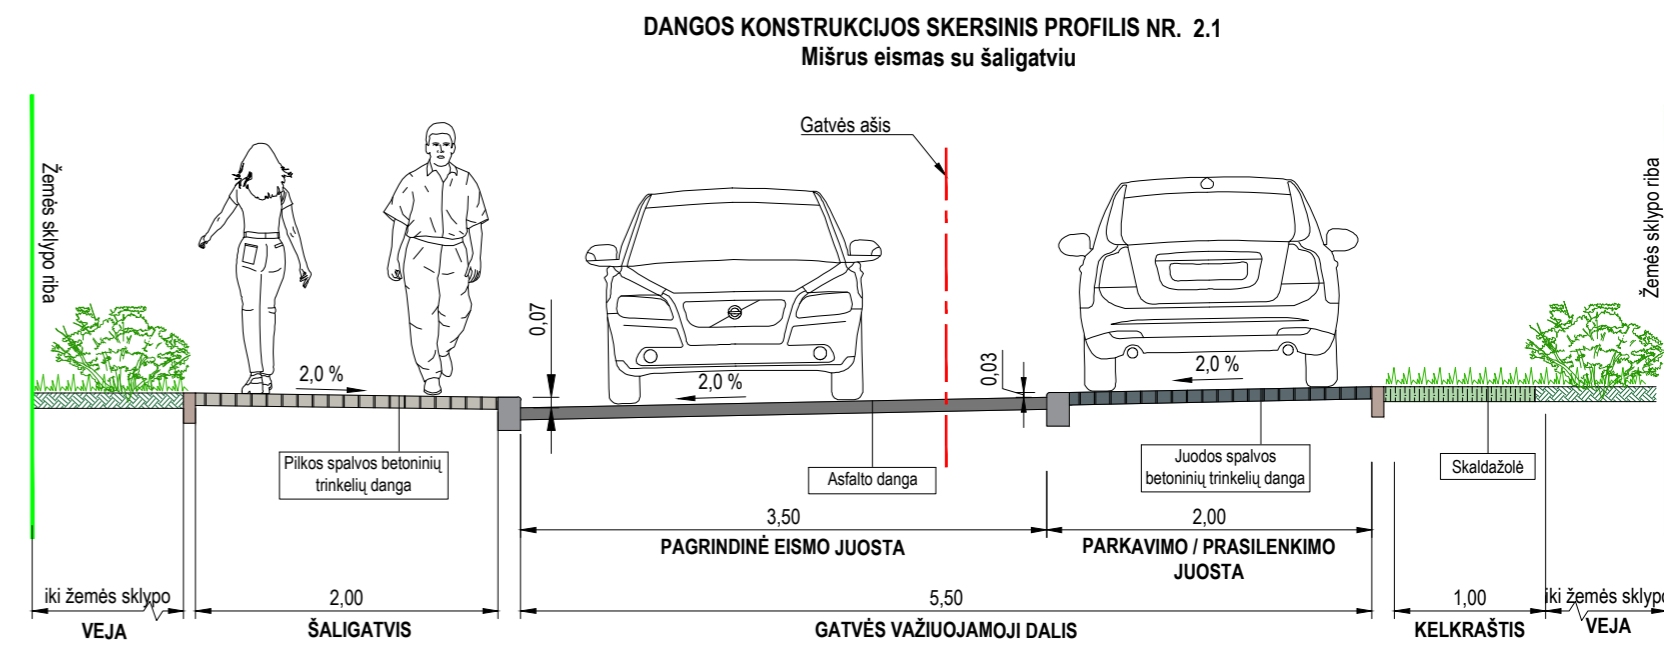 DANGOS KONSTRUKCIJOS SKERSINIS PROFILIS NR. 2.1
Mišrus eismas su šaligatviu
Gatvės ašis
Žemės sklypo riba
Žemės sklypo riba
0,07
0,03
2,0 %
2,0 %
2,0 %
Pilkos spalvos betoninių
trinkelių danga
Asfalto danga
Juodos spalvos
betoninių trinkelių danga
Skaldažolė
3,50
PAGRINDINĖ EISMO JUOSTA
2,00
PARKAVIMO / PRASILENKIMO
JUOSTA
iki žemės sklypo
VEJA
2,00
ŠALIGATVIS
5,50
GATVĖS VAŽIUOJAMOJI DALIS
1,00
KELKRAŠTIS
iki žemės sklypo
VEJA